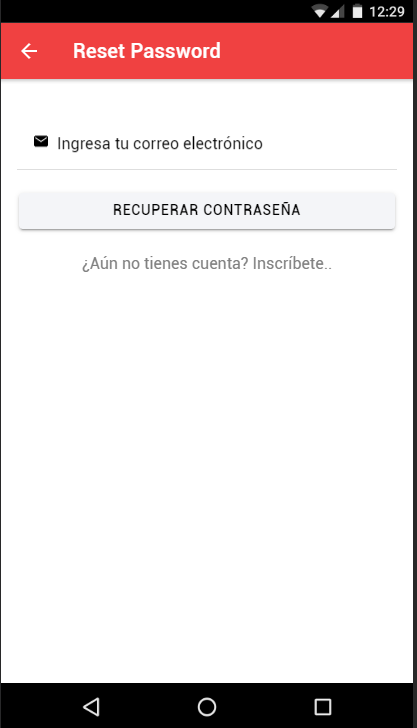 12:29
Reset Password
Ingresa tu correo electrónico
RECUPERAR CONTRASEÑA
¿Aún no tienes cuenta? Inscríbete..